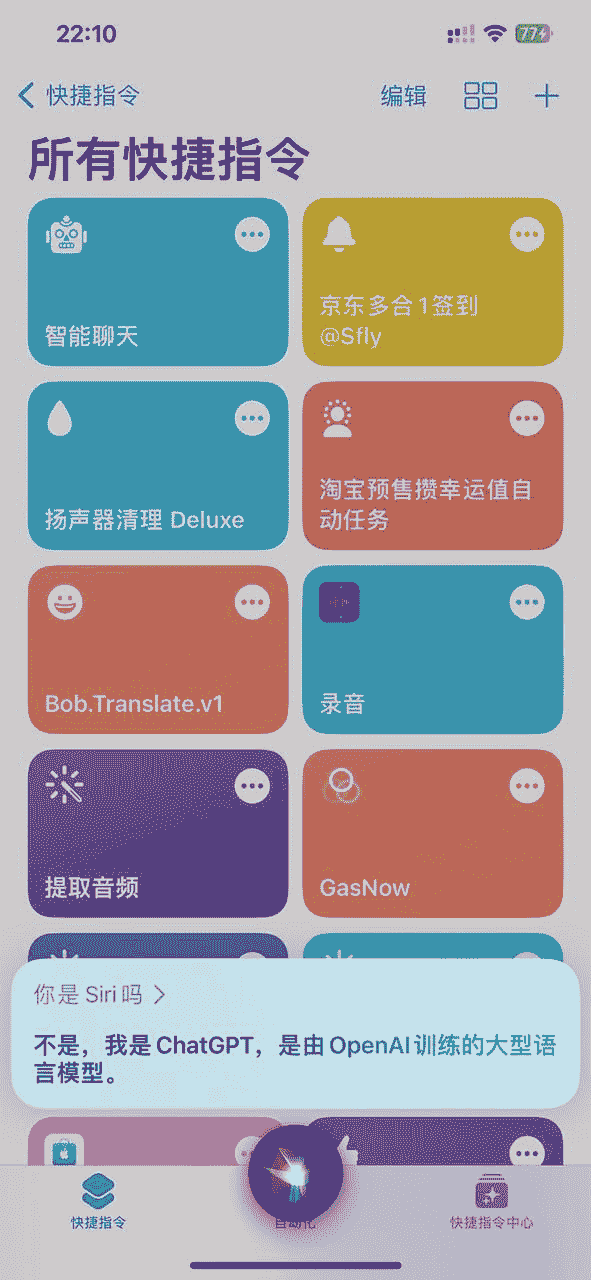 22:10
77
快捷指令
编辑
所有快捷指令
智能聊天
京东多合1签到
@Sfly
扬声器清理 Deluxe
淘宝预售攒幸运值自
动任务
Bob.Translate.v1
录音
提取音频
GasNow
你是 Siri 吗
不是，我是 ChatGPT，是由 OpenAI 训练的大型语
言模型。
快捷指令
自动化
快捷指令中心